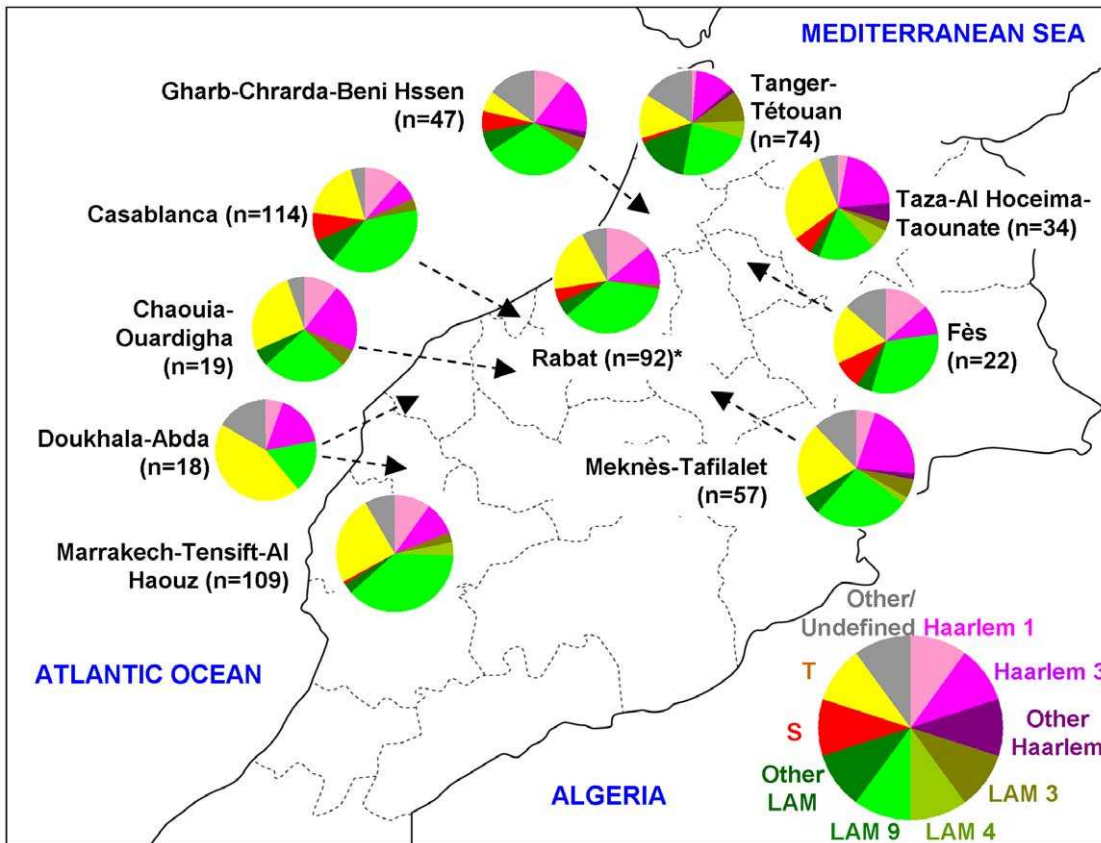 MEDITERRANEAN SEA
Gharb-Chrarda-Beni Hssen
(n=47)
Tanger-
Tétouan
(n=74)
Casablanca (n=114)
Taza-Al Hoceima-
Taounate (n=34)
Chaouia-
Ouardigha
(n=19)
Rabat (n=92)*
Fès
(n=22)
Doukhala-Abda
(n=18)
Meknès-Tafilalet
(n=57)
Marrakech-Tensift-Al
Haouz (n=109)
ATLANTIC OCEAN
ALGERIA
Other/
Undefined
Haarlem 1
Haarlem 3
Other
Haarlem
LAM 3
LAM 4
LAM 9
Other
LAM
S
T